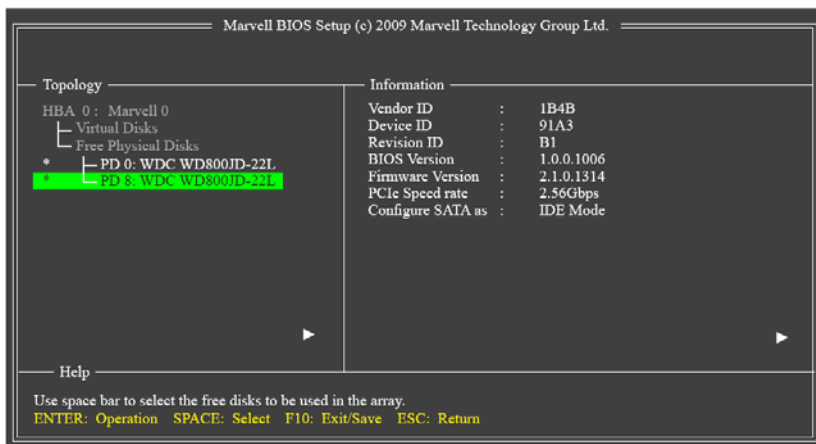 Marvell BIOS Setup (c) 2009 Marvell Technology Group Ltd.
Topology
HBA 0 : Marvell 0
Virtual Disks
Free Physical Disks
* PD 0: WDC WD800JD-22L
* PD 8: WDC WD800JD-22L
Information
Vendor ID : 1B4B
Device ID : 91A3
Revision ID : B1
BIOS Version : 1.0.0.1006
Firmware Version : 2.1.0.1314
PCIe Speed rate : 2.56Gbps
Configure SATA as : IDE Mode
Help
Use space bar to select the free disks to be used in the array.
ENTER: Operation SPACE: Select F10: Exit/Save ESC: Return